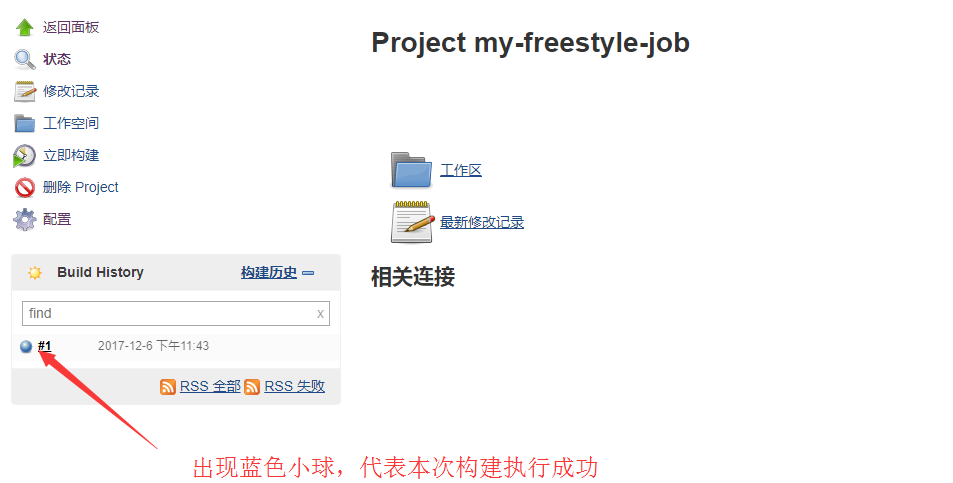 返回面板
状态
修改记录
工作空间
立即构建
删除 Project
配置
Build History 构建历史
find x
#1 2017-12-6 下午11:43
RSS 全部 RSS 失败
Project my-freestyle-job
工作区
最新修改记录
相关连接
出现蓝色小球，代表本次构建执行成功